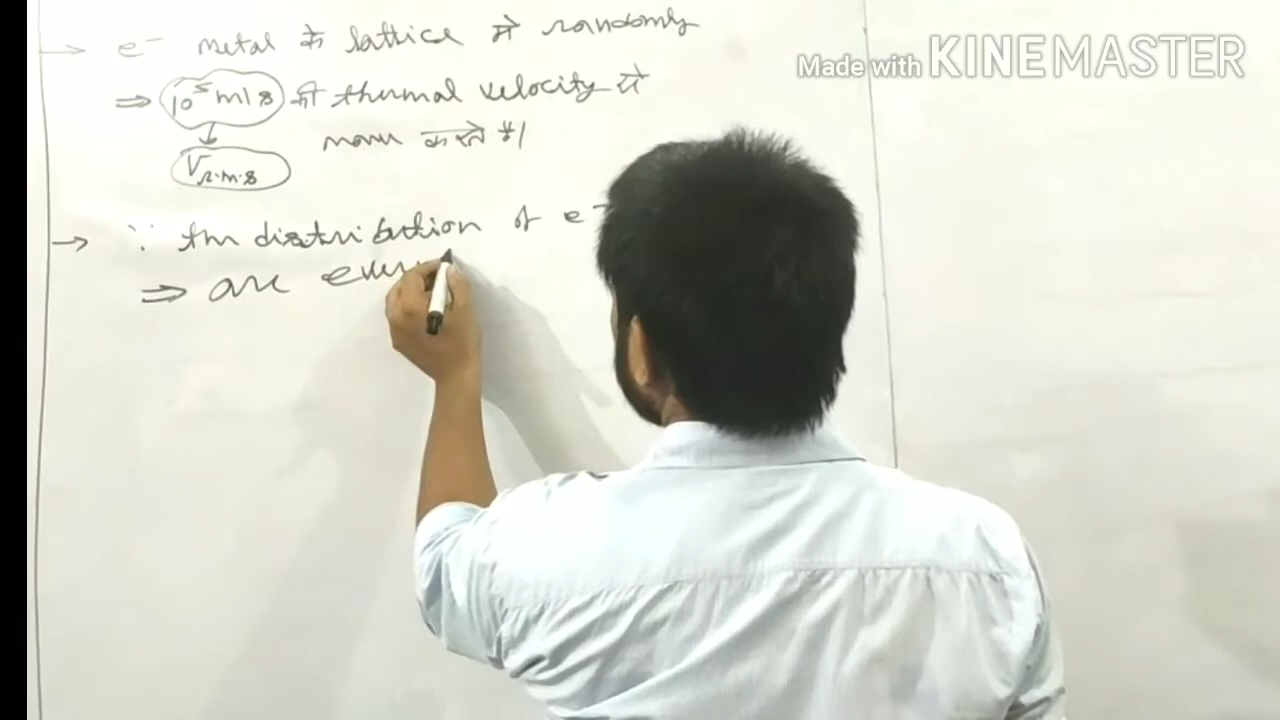 → e⁻ metal के lattice में randomly
⇒ 10⁵ m/s की thermal velocity से
move करते हैं।
Vr.m.s
→ ∵ the distribution of e⁻
⇒ are
Made with KINEMASTER